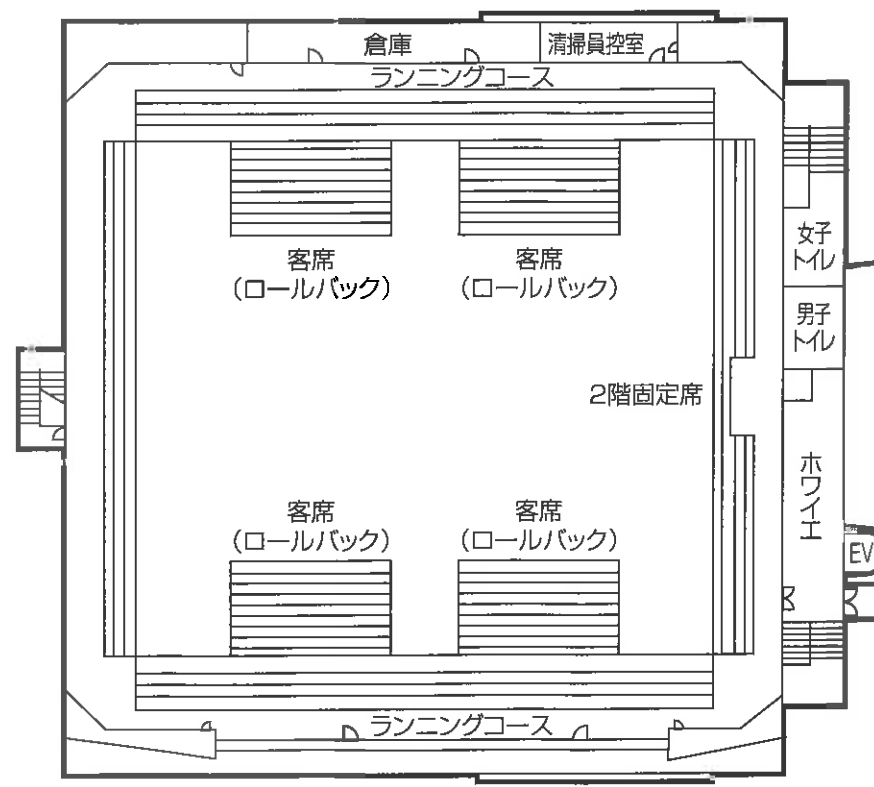 倉庫
清掃員控室
ランニングコース
女子
トイレ
客席
(ロールバック)
客席
(ロールバック)
男子
トイレ
2階固定席
ホワイエ
客席
(ロールバック)
客席
(ロールバック)
EV
ランニングコース